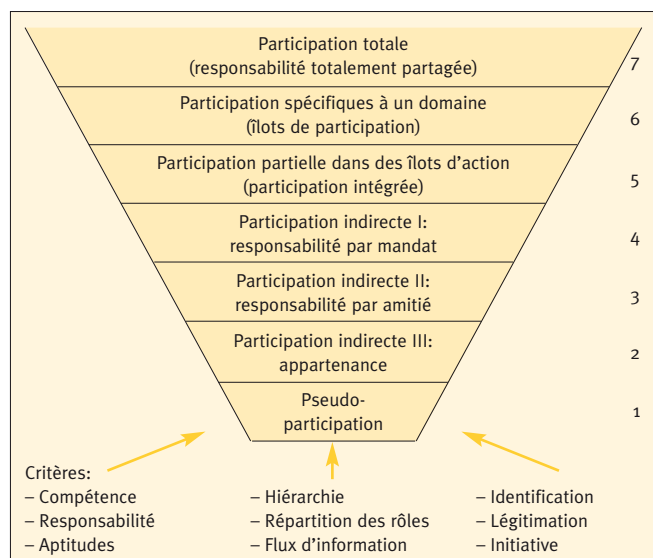 Participation totale
(responsabilité totalement partagée)
7
Participation spécifiques à un domaine
(îlots de participation)
6
Participation partielle dans des îlots d'action
(participation intégrée)
5
Participation indirecte I:
responsabilité par mandat
4
Participation indirecte II:
responsabilité par amitié
3
Participation indirecte III:
appartenance
2
Pseudo-
participation
1
Critères:
– Compétence
– Responsabilité
– Aptitudes
– Hiérarchie
– Répartition des rôles
– Flux d'information
– Identification
– Légitimation
– Initiative